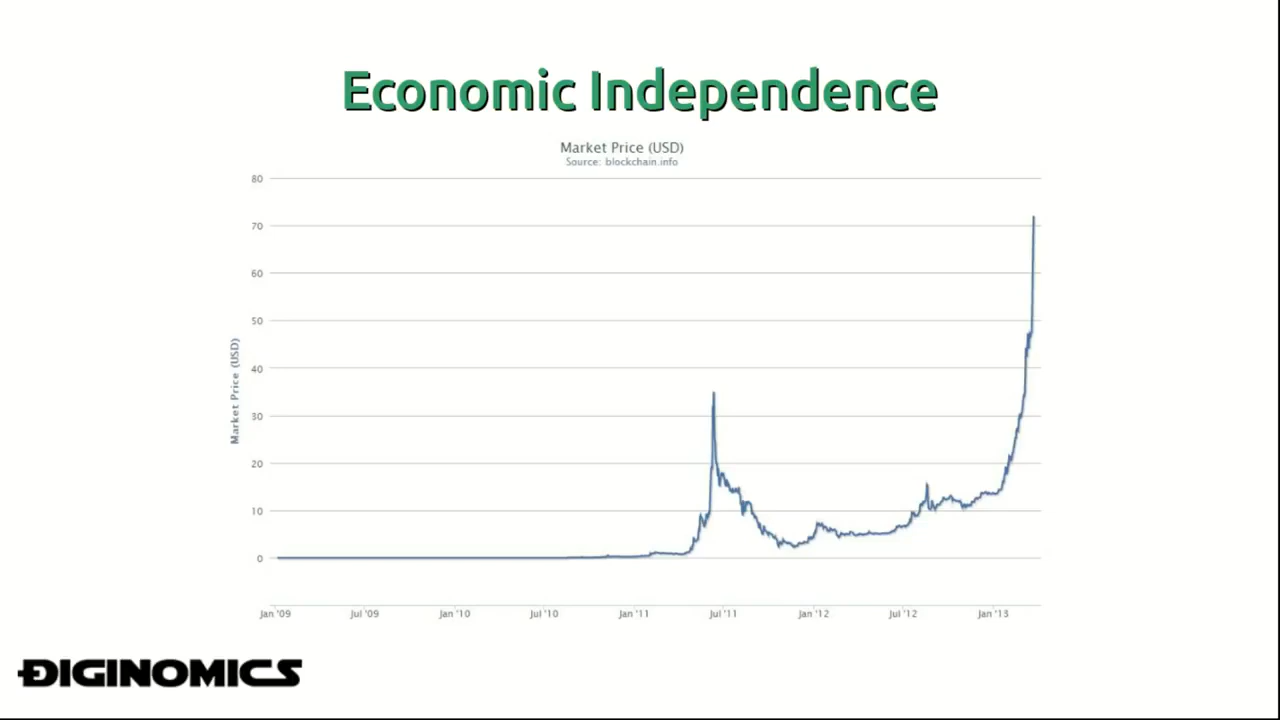 Economic Independence
Market Price (USD)
Source: blockchain.info
80
70
60
50
40
30
20
10
0
Market Price (USD)
Jan '09 Jul '09 Jan '10 Jul '10 Jan '11 Jul '11 Jan '12 Jul '12 Jan '13
ĐIGINOMICS